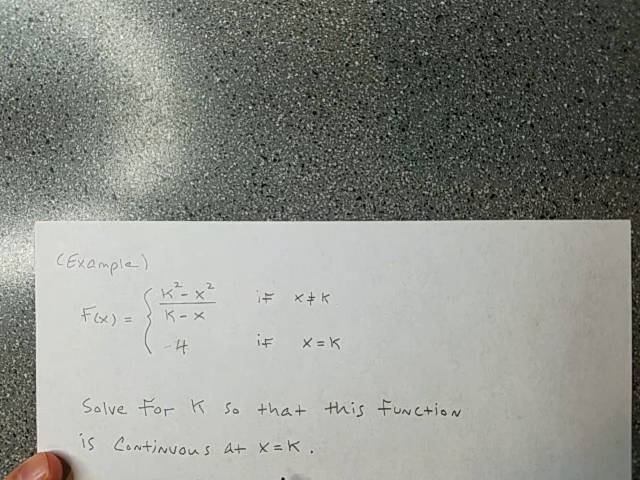 (Example)
F(x) = { K² - x² / K - x if x ≠ K
-4 if x = K
Solve For K so that this Function
is Continuous at x = K.